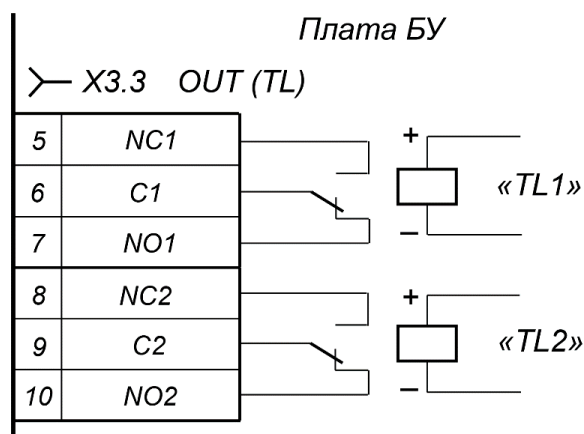 Плата БУ
X3.3 OUT (TL)
5 NC1
6 C1
7 NO1
8 NC2
9 C2
10 NO2
+
«TL1»
−
+
«TL2»
−